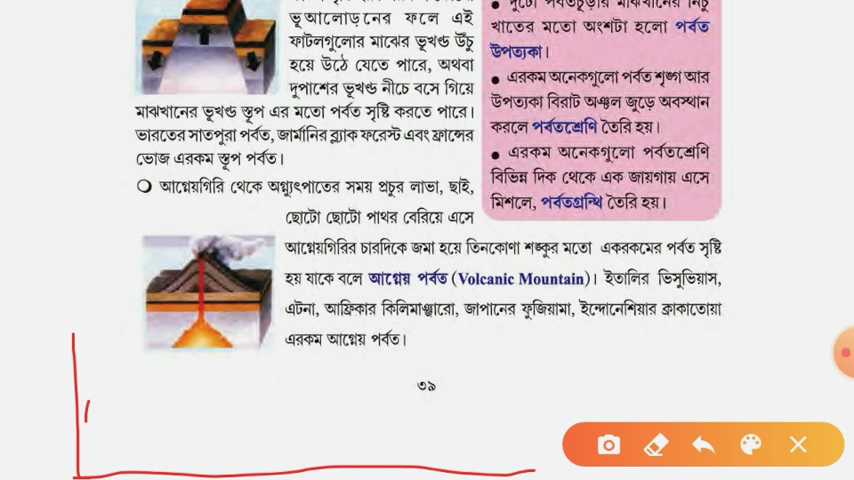 ভূআলোড়নের ফলে এই
ফাটলগুলোর মাঝের ভূখণ্ড উঁচু
হয়ে উঠে যেতে পারে, অথবা
দুপাশের ভূখণ্ড নীচে বসে গিয়ে
মাঝখানের ভূখণ্ড স্তূপ এর মতো পর্বত সৃষ্টি করতে পারে।
ভারতের সাতপুরা পর্বত, জার্মানির ব্ল্যাক ফরেস্ট এবং ফ্রান্সের
ভোজ এরকম স্তূপ পর্বত।
❍ আগ্নেয়গিরি থেকে অগ্ন্যুৎপাতের সময় প্রচুর লাভা, ছাই,
ছোটো ছোটো পাথর বেরিয়ে এসে
আগ্নেয়গিরির চারদিকে জমা হয়ে তিনকোণা শঙ্কুর মতো একরকমের পর্বত সৃষ্টি
হয় যাকে বলে আগ্নেয় পর্বত (Volcanic Mountain)। ইতালির ভিসুভিয়াস,
এটনা, আফ্রিকার কিলিমাঞ্জারো, জাপানের ফুজিয়ামা, ইন্দোনেশিয়ার ক্রাকাতোয়া
এরকম আগ্নেয় পর্বত।
● দুটো পর্বতচূড়ার মাঝখানের নিচু
খাতের মতো অংশটা হলো পর্বত
উপত্যকা।
● এরকম অনেকগুলো পর্বত শৃঙ্গ আর
উপত্যকা বিরাট অঞ্চল জুড়ে অবস্থান
করলে পর্বতশ্রেণি তৈরি হয়।
● এরকম অনেকগুলো পর্বতশ্রেণি
বিভিন্ন দিক থেকে এক জায়গায় এসে
মিশলে, পর্বতগ্রন্থি তৈরি হয়।
৩৯